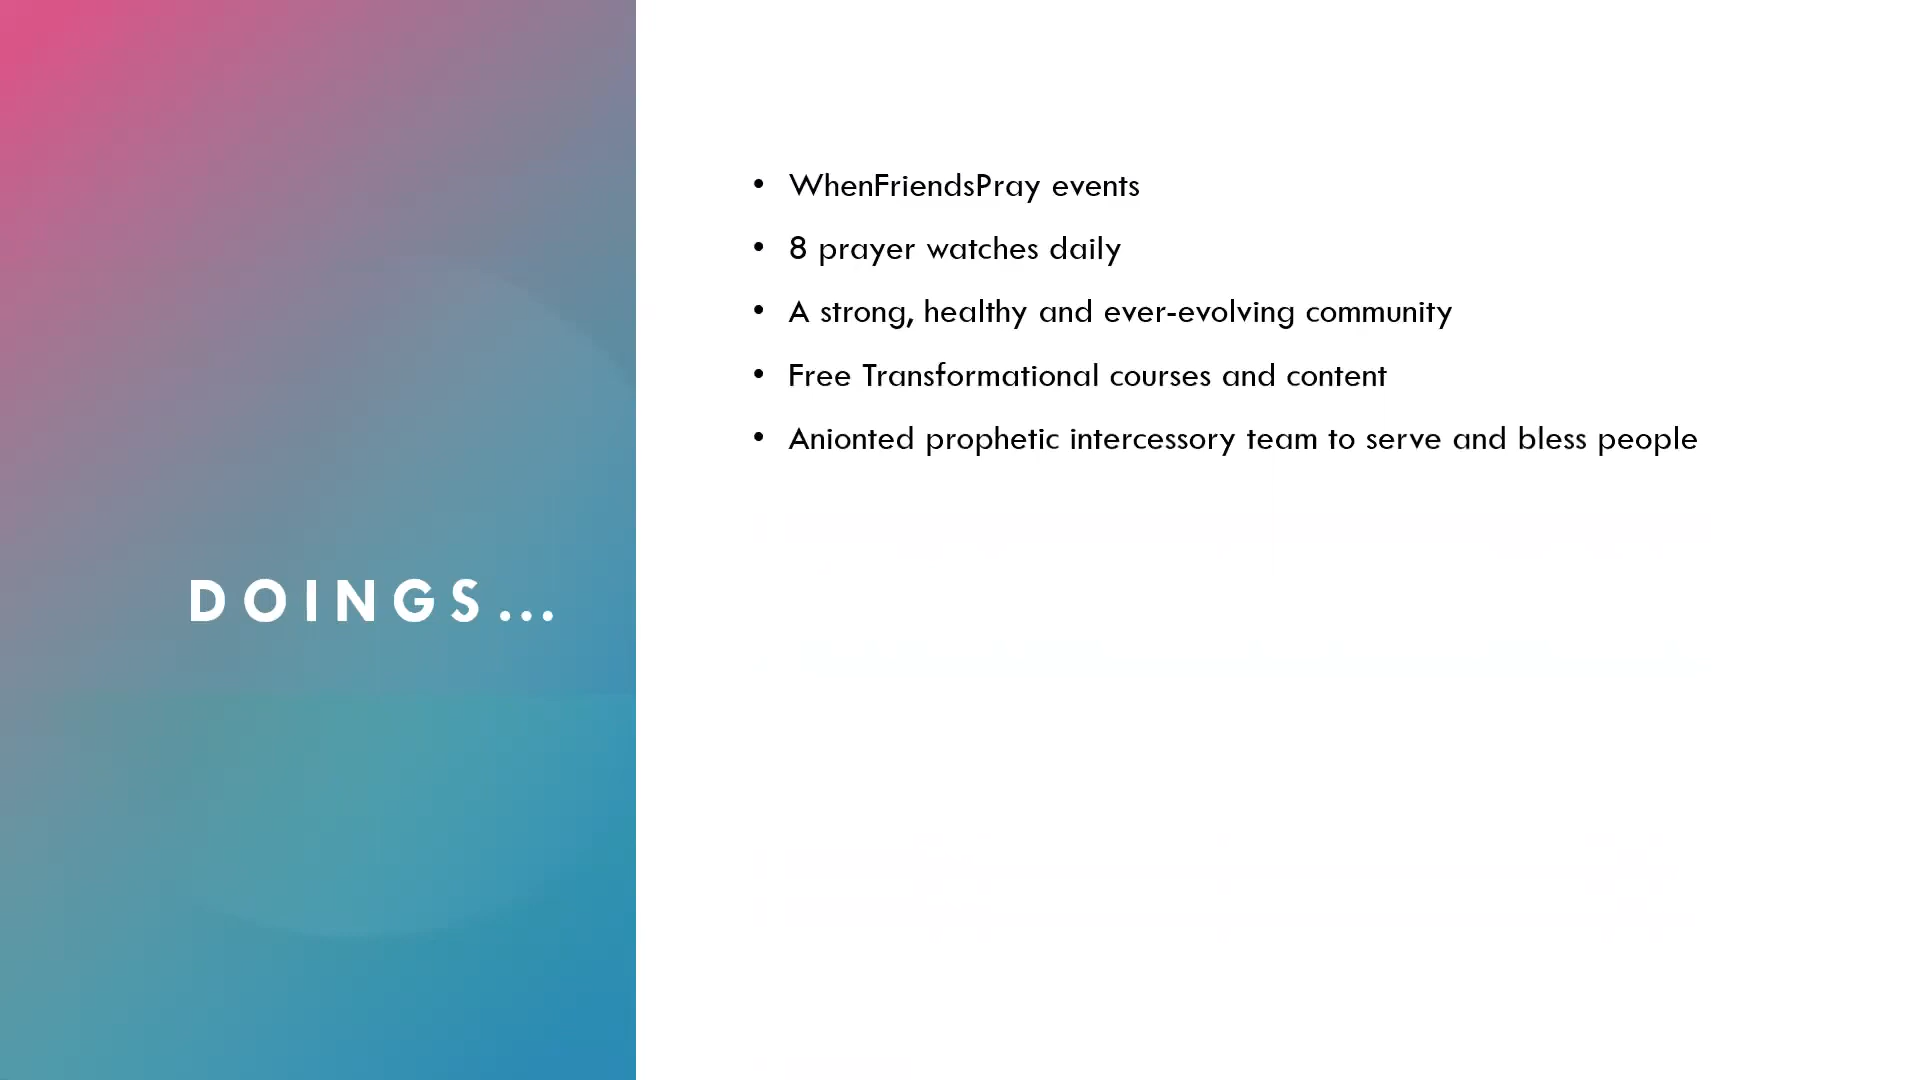 DOINGS...
• WhenFriendsPray events
• 8 prayer watches daily
• A strong, healthy and ever-evolving community
• Free Transformational courses and content
• Anionted prophetic intercessory team to serve and bless people